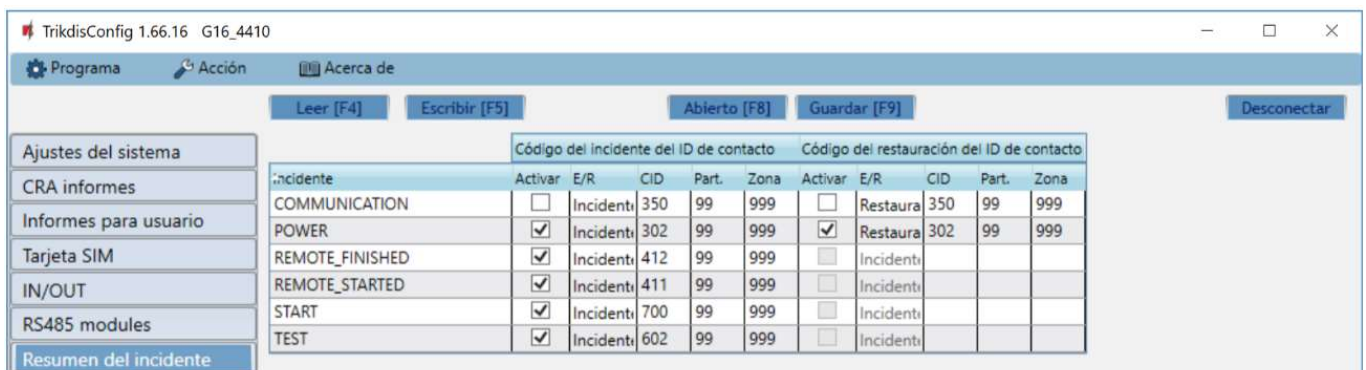 TrikdisConfig 1.66.16 G16_4410
Programa Acción Acerca de
Leer [F4] Escribir [F5] Abierto [F8] Guardar [F9] Desconectar
Ajustes del sistema
CRA informes
Informes para usuario
Tarjeta SIM
IN/OUT
RS485 modules
Resumen del incidente
Código del incidente del ID de contacto Código del restauración del ID de contacto
Incidente Activar E/R CID Part. Zona Activar E/R CID Part. Zona
COMMUNICATION Incident 350 99 999 Restaura 350 99 999
POWER Incident 302 99 999 Restaura 302 99 999
REMOTE_FINISHED Incident 412 99 999 Incident
REMOTE_STARTED Incident 411 99 999 Incident
START Incident 700 99 999 Incident
TEST Incident 602 99 999 Incident